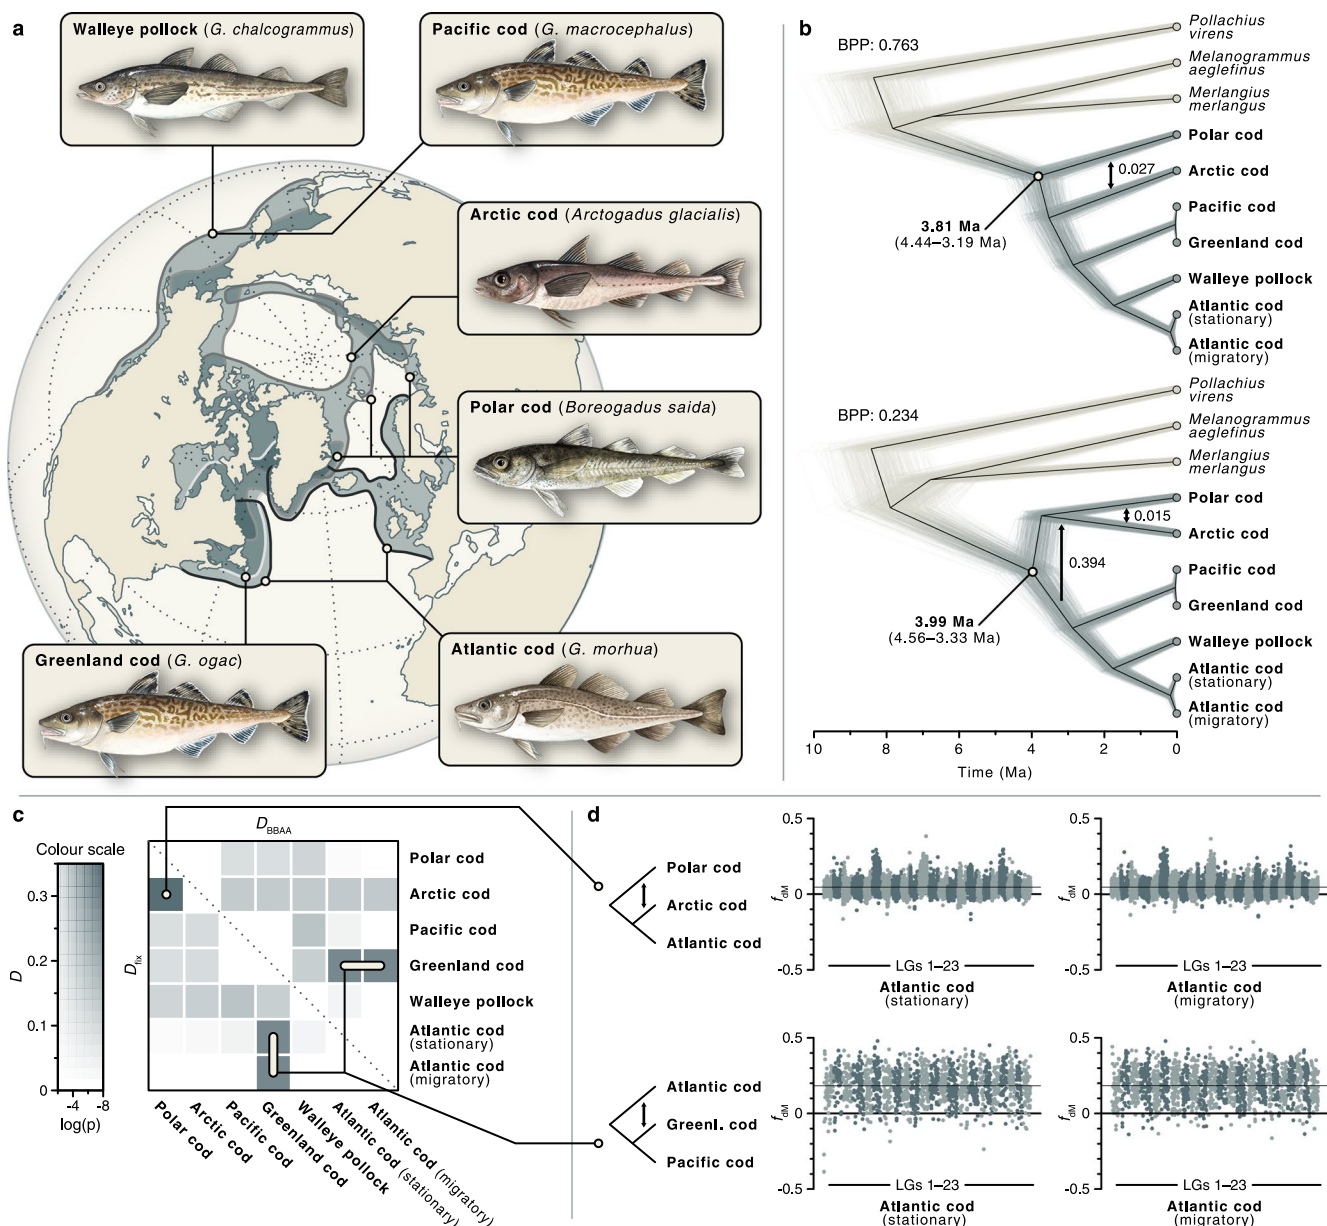 a
Walleye pollock (G. chalcogrammus)
Pacific cod (G. macrocephalus)
Arctic cod (Arctogadus glacialis)
Polar cod (Boreogadus saida)
Greenland cod (G. ogac)
Atlantic cod (G. morhua)
b
BPP: 0.763
Pollachius
virens
Melanogrammus
aeglefinus
Merlangius
merlangus
Polar cod
0.027
Arctic cod
Pacific cod
3.81 Ma
(4.44–3.19 Ma)
Greenland cod
Walleye pollock
Atlantic cod
(stationary)
Atlantic cod
(migratory)
BPP: 0.234
Pollachius
virens
Melanogrammus
aeglefinus
Merlangius
merlangus
Polar cod
0.015
Arctic cod
0.394
Pacific cod
Greenland cod
3.99 Ma
(4.56–3.33 Ma)
Walleye pollock
Atlantic cod
(stationary)
Atlantic cod
(migratory)
10 8 6 4 2 0
Time (Ma)
c
Colour scale
D
0.3
0.2
0.1
0
-4 -8
log(p)
DBBAA
Dfix
Polar cod
Arctic cod
Pacific cod
Greenland cod
Walleye pollock
Atlantic cod
(stationary)
Atlantic cod
(migratory)
Polar cod
Arctic cod
Pacific cod
Greenland cod
Walleye pollock
Atlantic cod (stationary)
Atlantic cod (migratory)
d
Polar cod
Arctic cod
Atlantic cod
0.5
fdM
0
-0.5
LGs 1–23
Atlantic cod
(stationary)
0.5
fdM
0
-0.5
LGs 1–23
Atlantic cod
(migratory)
Atlantic cod
Greenl. cod
Pacific cod
0.5
fdM
0
-0.5
LGs 1–23
Atlantic cod
(stationary)
0.5
fdM
0
-0.5
LGs 1–23
Atlantic cod
(migratory)